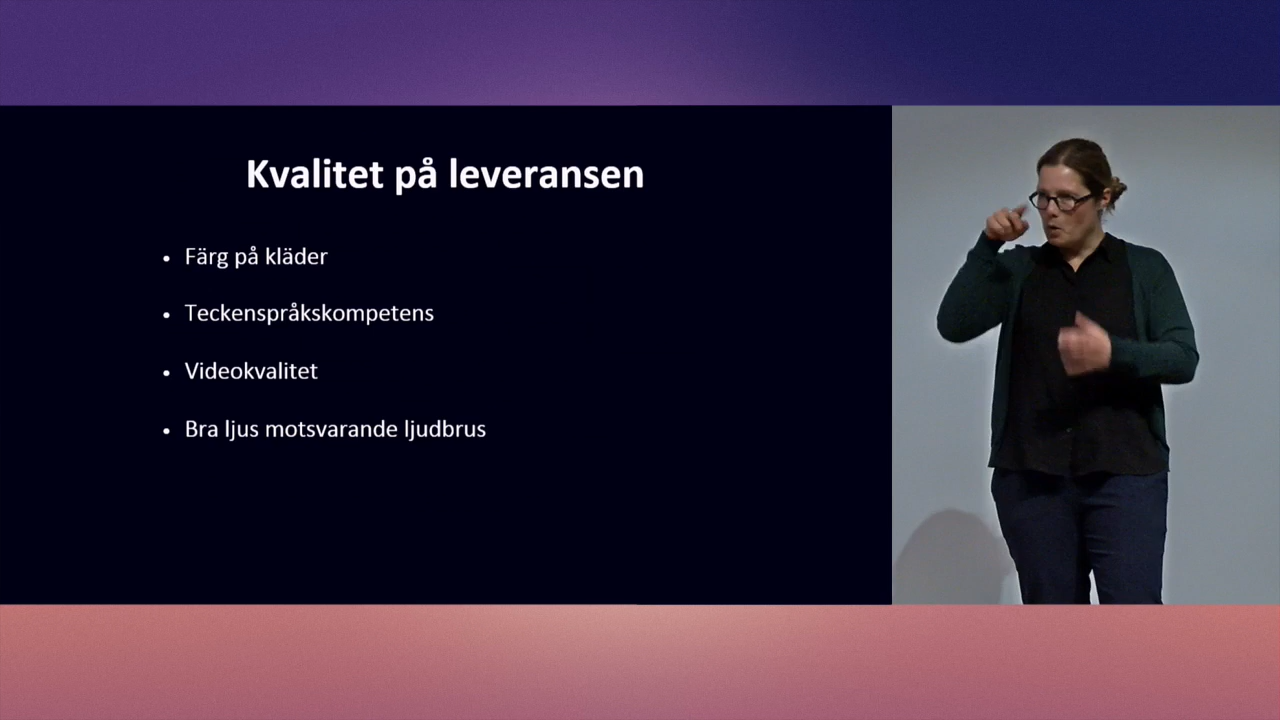 Kvalitet på leveransen
• Färg på kläder
• Teckenspråkskompetens
• Videokvalitet
• Bra ljus motsvarande ljudbrus